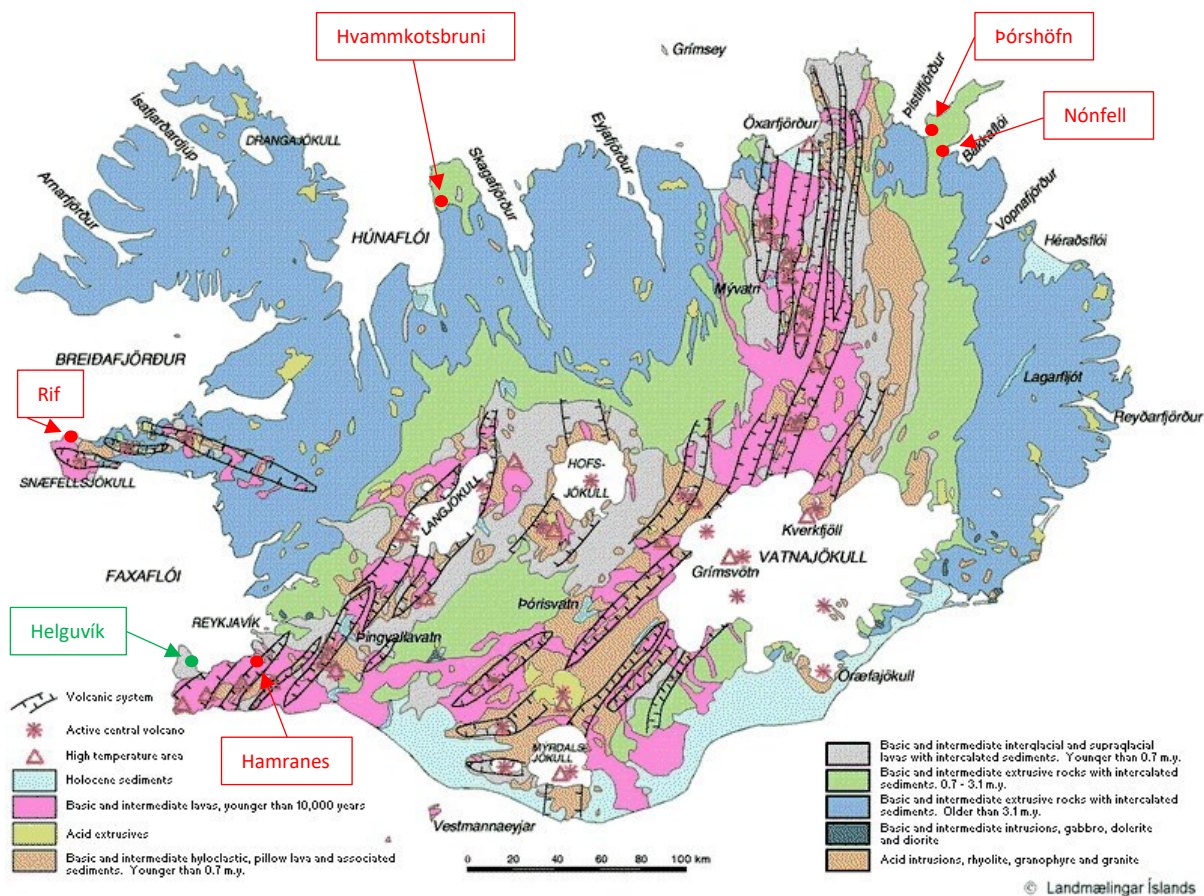 Hvammkotsbruni
Þórshöfn
Nónfell
Grímsey
Ísafjarðardjúp
DRANGAJÖKULL
Arnarfjörður
HÚNAFLÓI
Skagafjörður
Eyjafjörður
Öxarfjörður
Þistilfjörður
Bakkaflói
Vopnafjörður
Héraðsflói
Mývatn
BREIÐAFJÖRÐUR
Rif
SNÆFELLSJÖKULL
Lagarfljót
Reyðarfjörður
LANGJÖKULL
HOFS-
JÖKULL
Kverkfjöll
VATNAJÖKULL
Grímsvötn
FAXAFLÓI
Þórisvatn
Helguvík
REYKJAVÍK
Þingvallavatn
Öræfajökull
Hamranes
MÝRDALS-
JÖKULL
Vestmannaeyjar
Volcanic system
Active central volcano
High temperature area
Holocene sediments
Basic and intermediate lavas, younger than 10,000 years
Acid extrusives
Basic and intermediate hyloclastic, pillow lava and associated
sediments. Younger than 0.7 m.y.
0 20 40 60 80 100 km
Basic and intermediate interglacial and supraglacial
lavas with intercalated sediments. Younger than 0.7 m.y.
Basic and intermediate extrusive rocks with intercalated
sediments. 0.7 - 3.1 m.y.
Basic and intermediate extrusive rocks with intercalated
sediments. Older than 3.1 m.y.
Basic and intermediate intrusions, gabbro, dolerite
and diorite
Acid intrusions, rhyolite, granophyre and granite
© Landmælingar Íslands